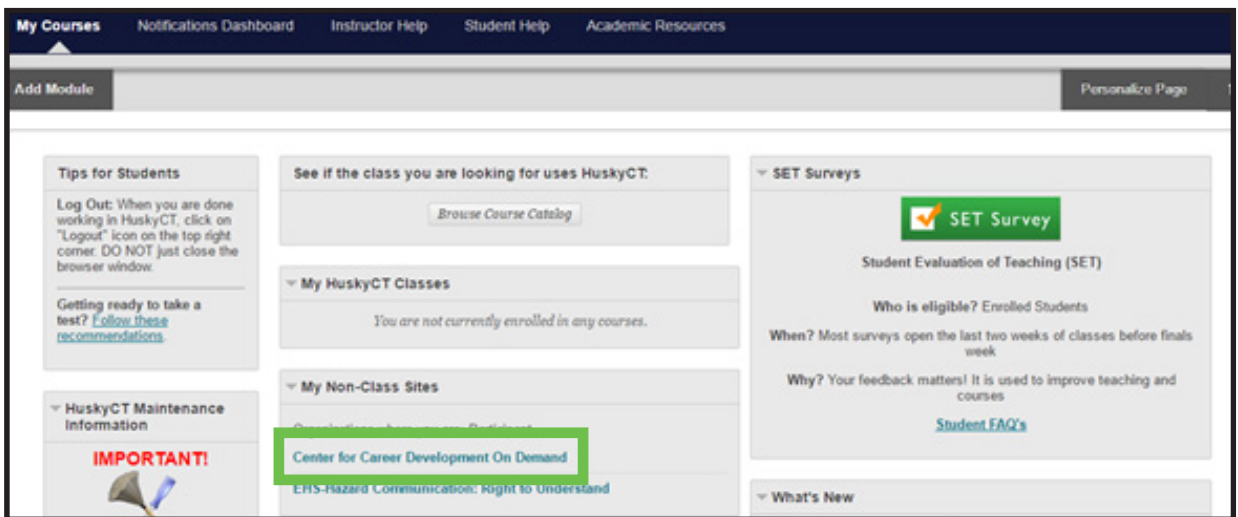 My Courses Notifications Dashboard Instructor Help Student Help Academic Resources
Add Module Personalize Page
Tips for Students
Log Out: When you are done
working in HuskyCT, click on
"Logout" icon on the top right
corner. DO NOT just close the
browser window.
Getting ready to take a
test? Follow these
recommendations.
HuskyCT Maintenance
Information
IMPORTANT!
See if the class you are looking for uses HuskyCT:
Browse Course Catalog
My HuskyCT Classes
You are not currently enrolled in any courses.
My Non-Class Sites
Center for Career Development On Demand
EHS-Hazard Communication: Right to Understand
SET Surveys
SET Survey
Student Evaluation of Teaching (SET)
Who is eligible? Enrolled Students
When? Most surveys open the last two weeks of classes before finals
week
Why? Your feedback matters! It is used to improve teaching and
courses
Student FAQ's
What's New